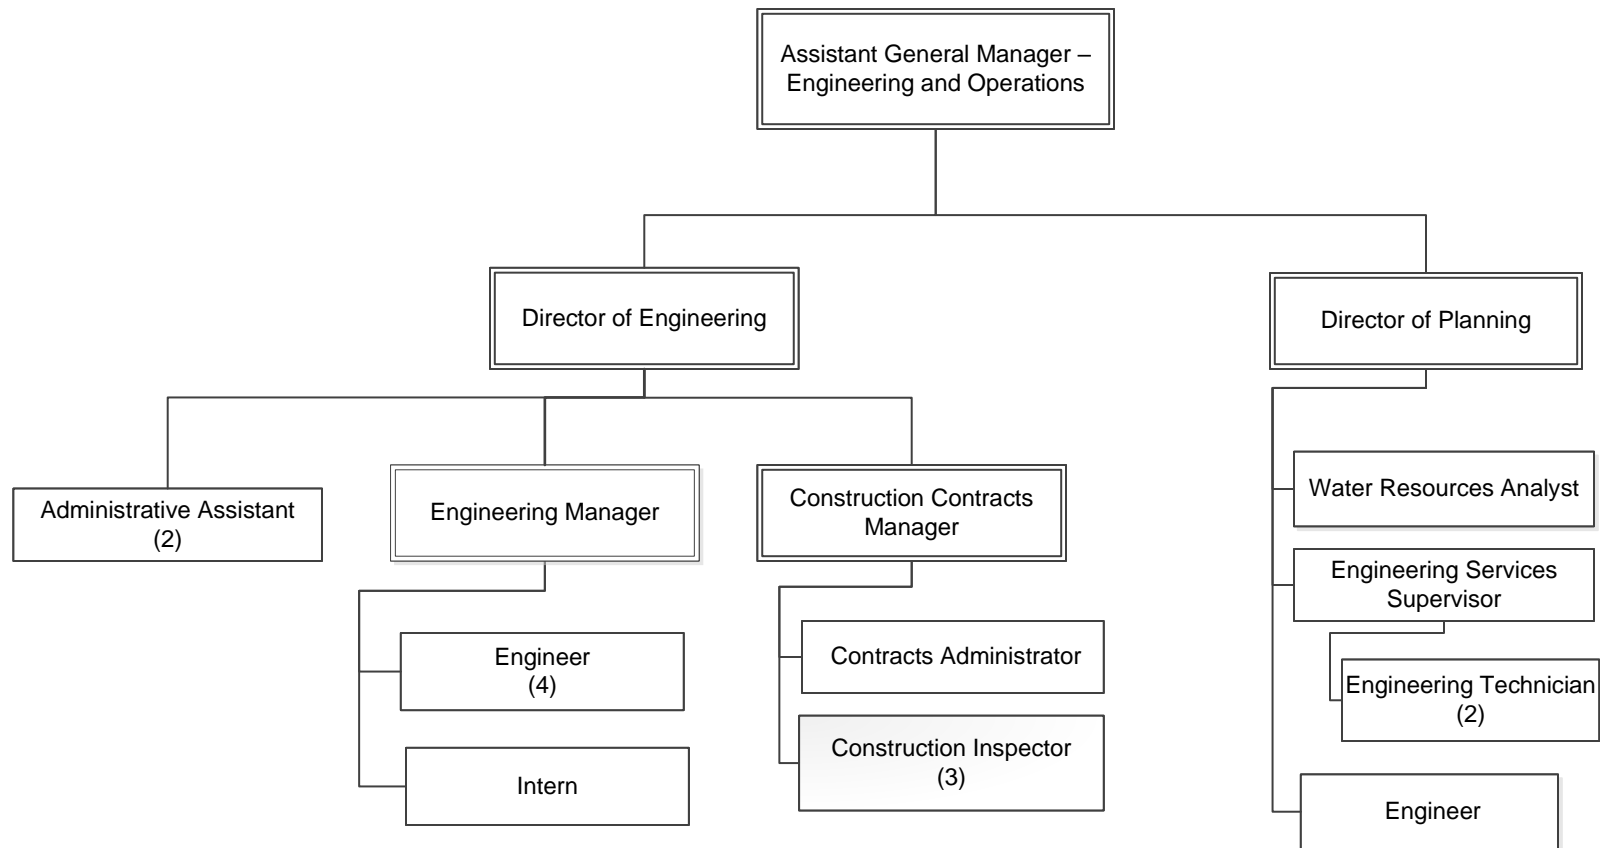 Assistant General Manager –
Engineering and Operations
Director of Engineering
Director of Planning
Administrative Assistant
(2)
Engineering Manager
Construction Contracts
Manager
Water Resources Analyst
Engineering Services
Supervisor
Engineer
(4)
Contracts Administrator
Engineering Technician
(2)
Intern
Construction Inspector
(3)
Engineer